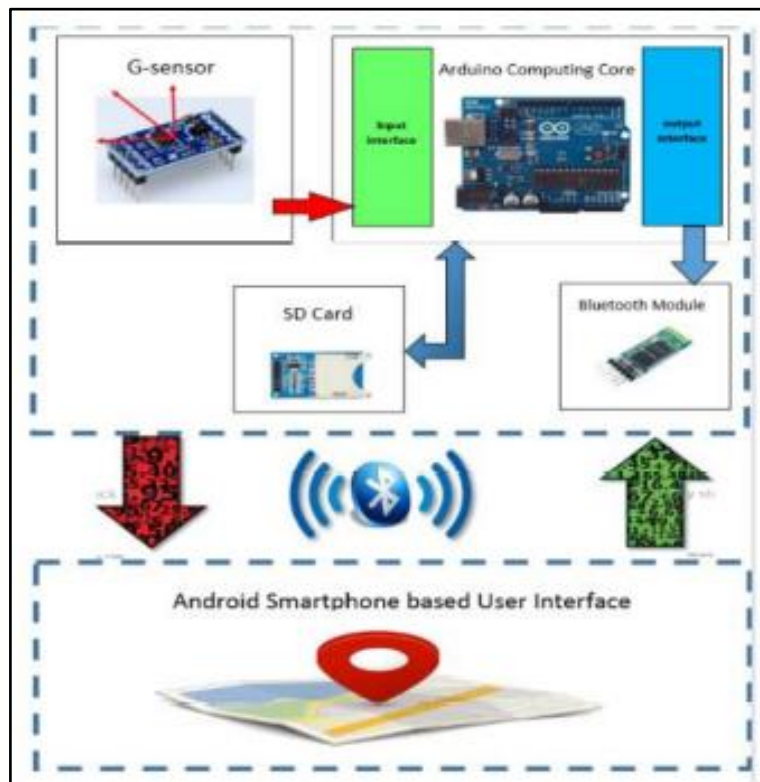 G-sensor
Arduino Computing Core
Input
interface
output
interface
SD Card
Bluetooth Module
Android Smartphone based User Interface